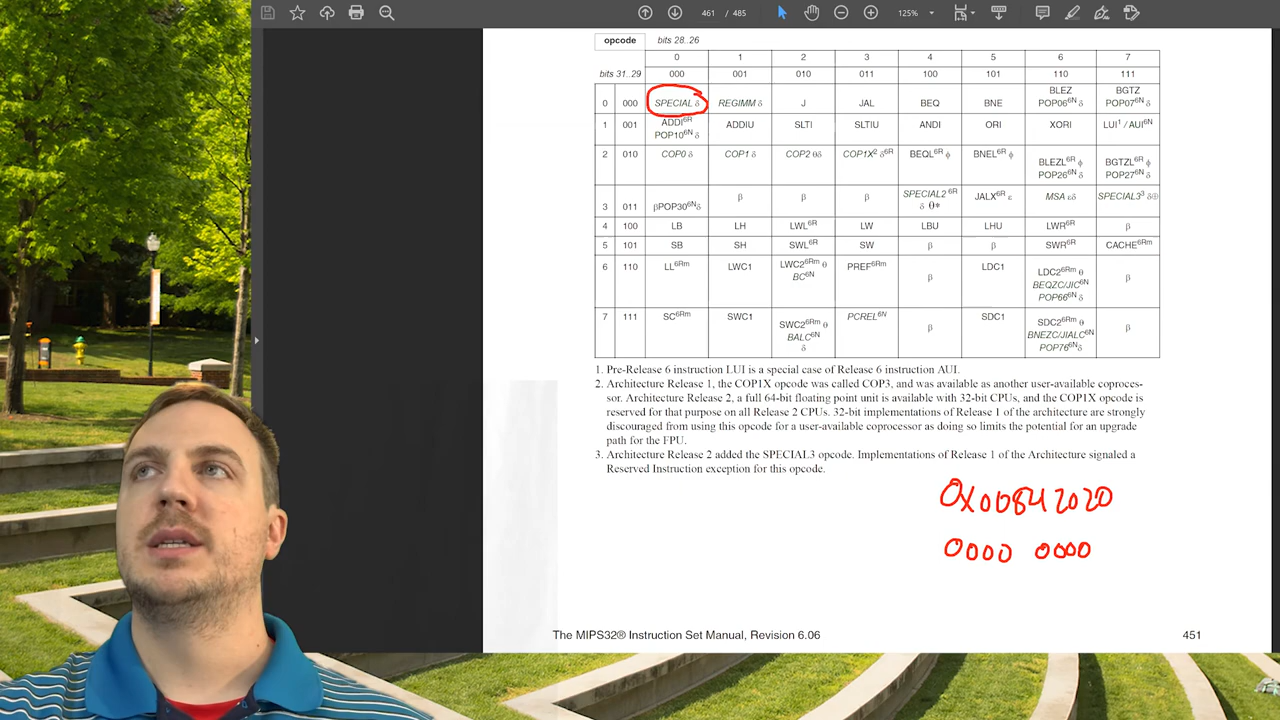 461 / 485 125%
opcode bits 28..26
0 1 2 3 4 5 6 7
bits 31..29 000 001 010 011 100 101 110 111
0 000 SPECIAL δ REGIMM δ J JAL BEQ BNE BLEZ POP06^6N δ BGTZ POP07^6N δ
1 001 ADDI^6R POP10^6N δ ADDIU SLTI SLTIU ANDI ORI XORI LUI^1 / AUI^6N
2 010 COP0 δ COP1 δ COP2 θδ COP1X^2 δ^6R BEQL^6R ϕ BNEL^6R ϕ BLEZL^6R ϕ POP26^6N δ BGTZL^6R ϕ POP27^6N δ
3 011 βPOP30^6N δ β β β SPECIAL2^6R δ θ* JALX^6R ε MSA εδ SPECIAL3^3 δ⊕
4 100 LB LH LWL^6R LW LBU LHU LWR^6R β
5 101 SB SH SWL^6R SW β β SWR^6R CACHE^6Rm
6 110 LL^6Rm LWC1 LWC2^6Rm θ BC^6N PREF^6Rm β LDC1 LDC2^6Rm θ BEQZC/JIC^6N POP66^6N δ β
7 111 SC^6Rm SWC1 SWC2^6Rm θ BALC^6N δ PCREL^6N β SDC1 SDC2^6Rm θ BNEZC/JIALC^6N POP76^6N δ β
1. Pre-Release 6 instruction LUI is a special case of Release 6 instruction AUI.
2. Architecture Release 1, the COP1X opcode was called COP3, and was available as another user-available coproces-
sor. Architecture Release 2, a full 64-bit floating point unit is available with 32-bit CPUs, and the COP1X opcode is
reserved for that purpose on all Release 2 CPUs. 32-bit implementations of Release 1 of the architecture are strongly
discouraged from using this opcode for a user-available coprocessor as doing so limits the potential for an upgrade
path for the FPU.
3. Architecture Release 2 added the SPECIAL3 opcode. Implementations of Release 1 of the Architecture signaled a
Reserved Instruction exception for this opcode.
0x00842020
0000 0000
The MIPS32® Instruction Set Manual, Revision 6.06 451